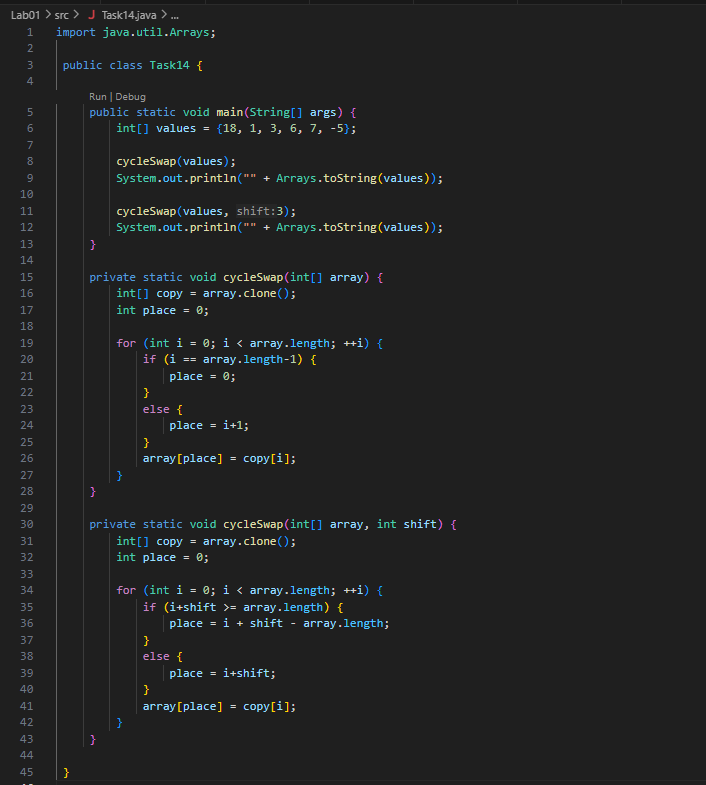 Lab01 > src > J Task14.java > ...
1 import java.util.Arrays;
2
3 public class Task14 {
4
Run | Debug
5 public static void main(String[] args) {
6 int[] values = {18, 1, 3, 6, 7, -5};
7
8 cycleSwap(values);
9 System.out.println("" + Arrays.toString(values));
10
11 cycleSwap(values, shift:3);
12 System.out.println("" + Arrays.toString(values));
13 }
14
15 private static void cycleSwap(int[] array) {
16 int[] copy = array.clone();
17 int place = 0;
18
19 for (int i = 0; i < array.length; ++i) {
20 if (i == array.length-1) {
21 place = 0;
22 }
23 else {
24 place = i+1;
25 }
26 array[place] = copy[i];
27 }
28 }
29
30 private static void cycleSwap(int[] array, int shift) {
31 int[] copy = array.clone();
32 int place = 0;
33
34 for (int i = 0; i < array.length; ++i) {
35 if (i+shift >= array.length) {
36 place = i + shift - array.length;
37 }
38 else {
39 place = i+shift;
40 }
41 array[place] = copy[i];
42 }
43 }
44
45 }